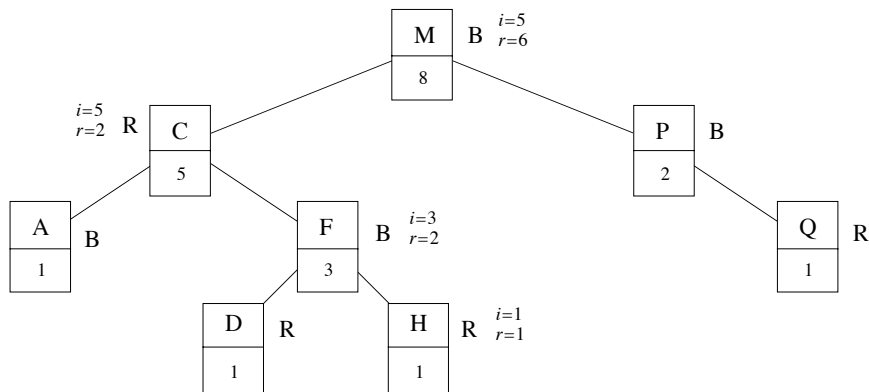 M B i=5
r=6
8
i=5
r=2 R C
5
P B
2
A B
1
F B i=3
r=2
3
Q R
1
D R
1
H R i=1
r=1
1